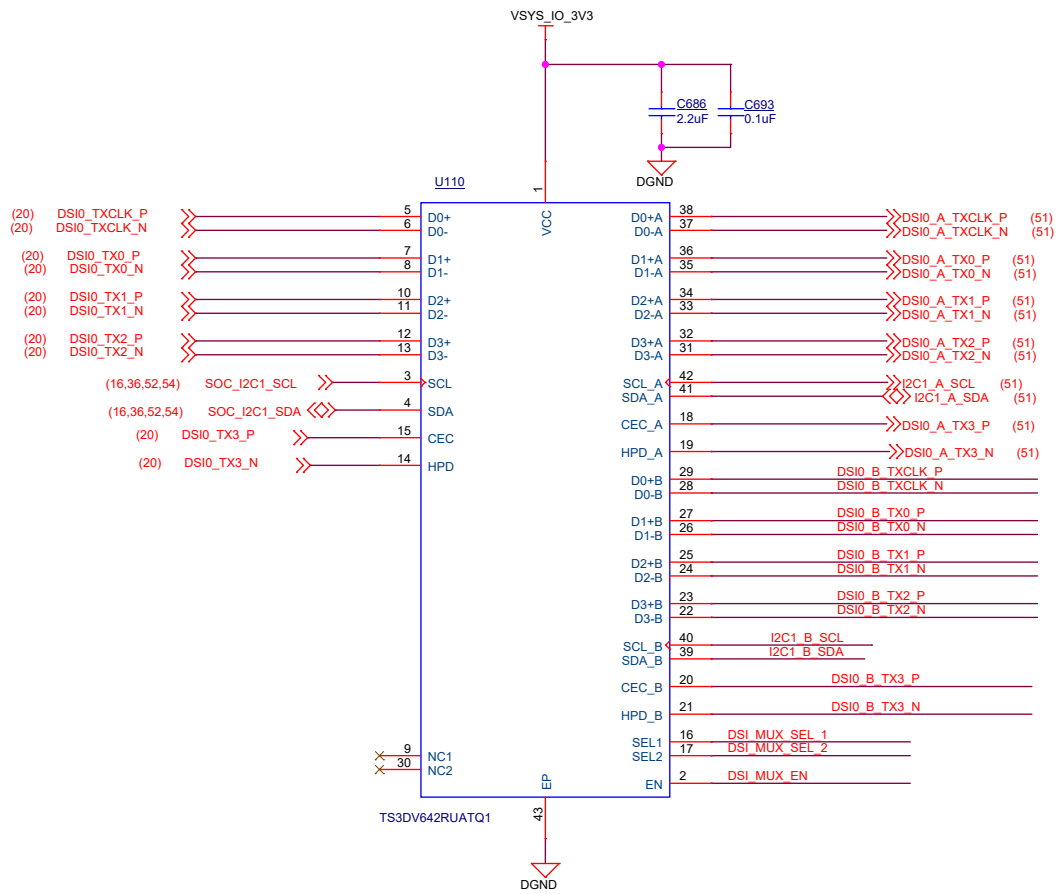 VSYS_IO_3V3
C686
2.2uF
C693
0.1uF
DGND
U110
1
VCC
(20) DSI0_TXCLK_P 5 D0+ D0+A 38 DSI0_A_TXCLK_P (51)
(20) DSI0_TXCLK_N 6 D0- D0-A 37 DSI0_A_TXCLK_N (51)
(20) DSI0_TX0_P 7 D1+ D1+A 36 DSI0_A_TX0_P (51)
(20) DSI0_TX0_N 8 D1- D1-A 35 DSI0_A_TX0_N (51)
(20) DSI0_TX1_P 10 D2+ D2+A 34 DSI0_A_TX1_P (51)
(20) DSI0_TX1_N 11 D2- D2-A 33 DSI0_A_TX1_N (51)
(20) DSI0_TX2_P 12 D3+ D3+A 32 DSI0_A_TX2_P (51)
(20) DSI0_TX2_N 13 D3- D3-A 31 DSI0_A_TX2_N (51)
(16,36,52,54) SOC_I2C1_SCL 3 SCL SCL_A 42 I2C1_A_SCL (51)
SDA_A 41 I2C1_A_SDA (51)
(16,36,52,54) SOC_I2C1_SDA 4 SDA
CEC_A 18 DSI0_A_TX3_P (51)
(20) DSI0_TX3_P 15 CEC
HPD_A 19 DSI0_A_TX3_N (51)
(20) DSI0_TX3_N 14 HPD
D0+B 29 DSI0_B_TXCLK_P
D0-B 28 DSI0_B_TXCLK_N
D1+B 27 DSI0_B_TX0_P
D1-B 26 DSI0_B_TX0_N
D2+B 25 DSI0_B_TX1_P
D2-B 24 DSI0_B_TX1_N
D3+B 23 DSI0_B_TX2_P
D3-B 22 DSI0_B_TX2_N
SCL_B 40 I2C1_B_SCL
SDA_B 39 I2C1_B_SDA
CEC_B 20 DSI0_B_TX3_P
HPD_B 21 DSI0_B_TX3_N
SEL1 16 DSI_MUX_SEL_1
9 NC1 SEL2 17 DSI_MUX_SEL_2
30 NC2
EN 2 DSI_MUX_EN
EP
43
TS3DV642RUATQ1
DGND